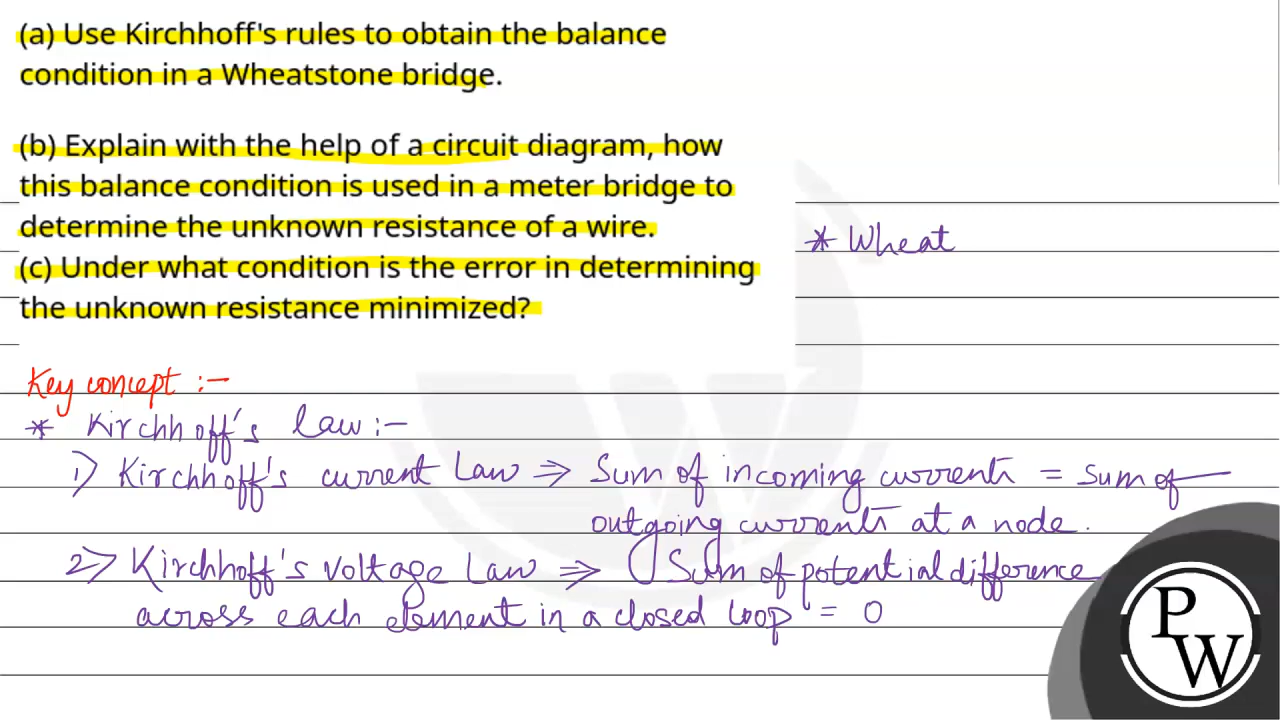 (a) Use Kirchhoff's rules to obtain the balance
condition in a Wheatstone bridge.
(b) Explain with the help of a circuit diagram, how
this balance condition is used in a meter bridge to
determine the unknown resistance of a wire.
(c) Under what condition is the error in determining
the unknown resistance minimized?
* Wheat
Key concept :-
* Kirchhoff's law :-
1) Kirchhoff's current Law ⇒ Sum of incoming currents = sum of
outgoing currents at a node.
2) Kirchhoff's voltage Law ⇒ Sum of potential difference
across each element in a closed loop = 0
PW